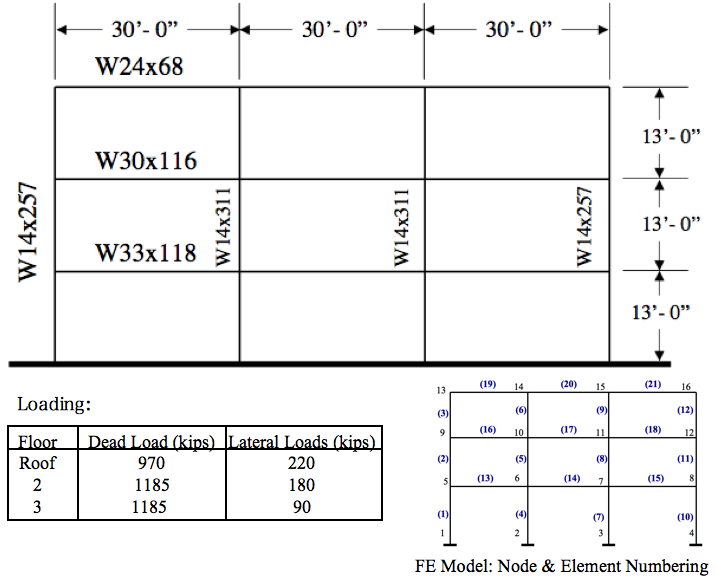 30'- 0" 30'- 0" 30'- 0"
W24x68
13'- 0"
W30x116
W14x257
W14x311
W14x311
W14x257
13'- 0"
W33x118
13'- 0"
Loading:
Floor Dead Load (kips) Lateral Loads (kips)
Roof 970 220
2 1185 180
3 1185 90
13 (19) 14 (20) 15 (21) 16
(3) (6) (9) (12)
9 (16) 10 (17) 11 (18) 12
(2) (5) (8) (11)
5 (13) 6 (14) 7 (15) 8
(1) (4) (7) (10)
1 2 3 4
FE Model: Node & Element Numbering